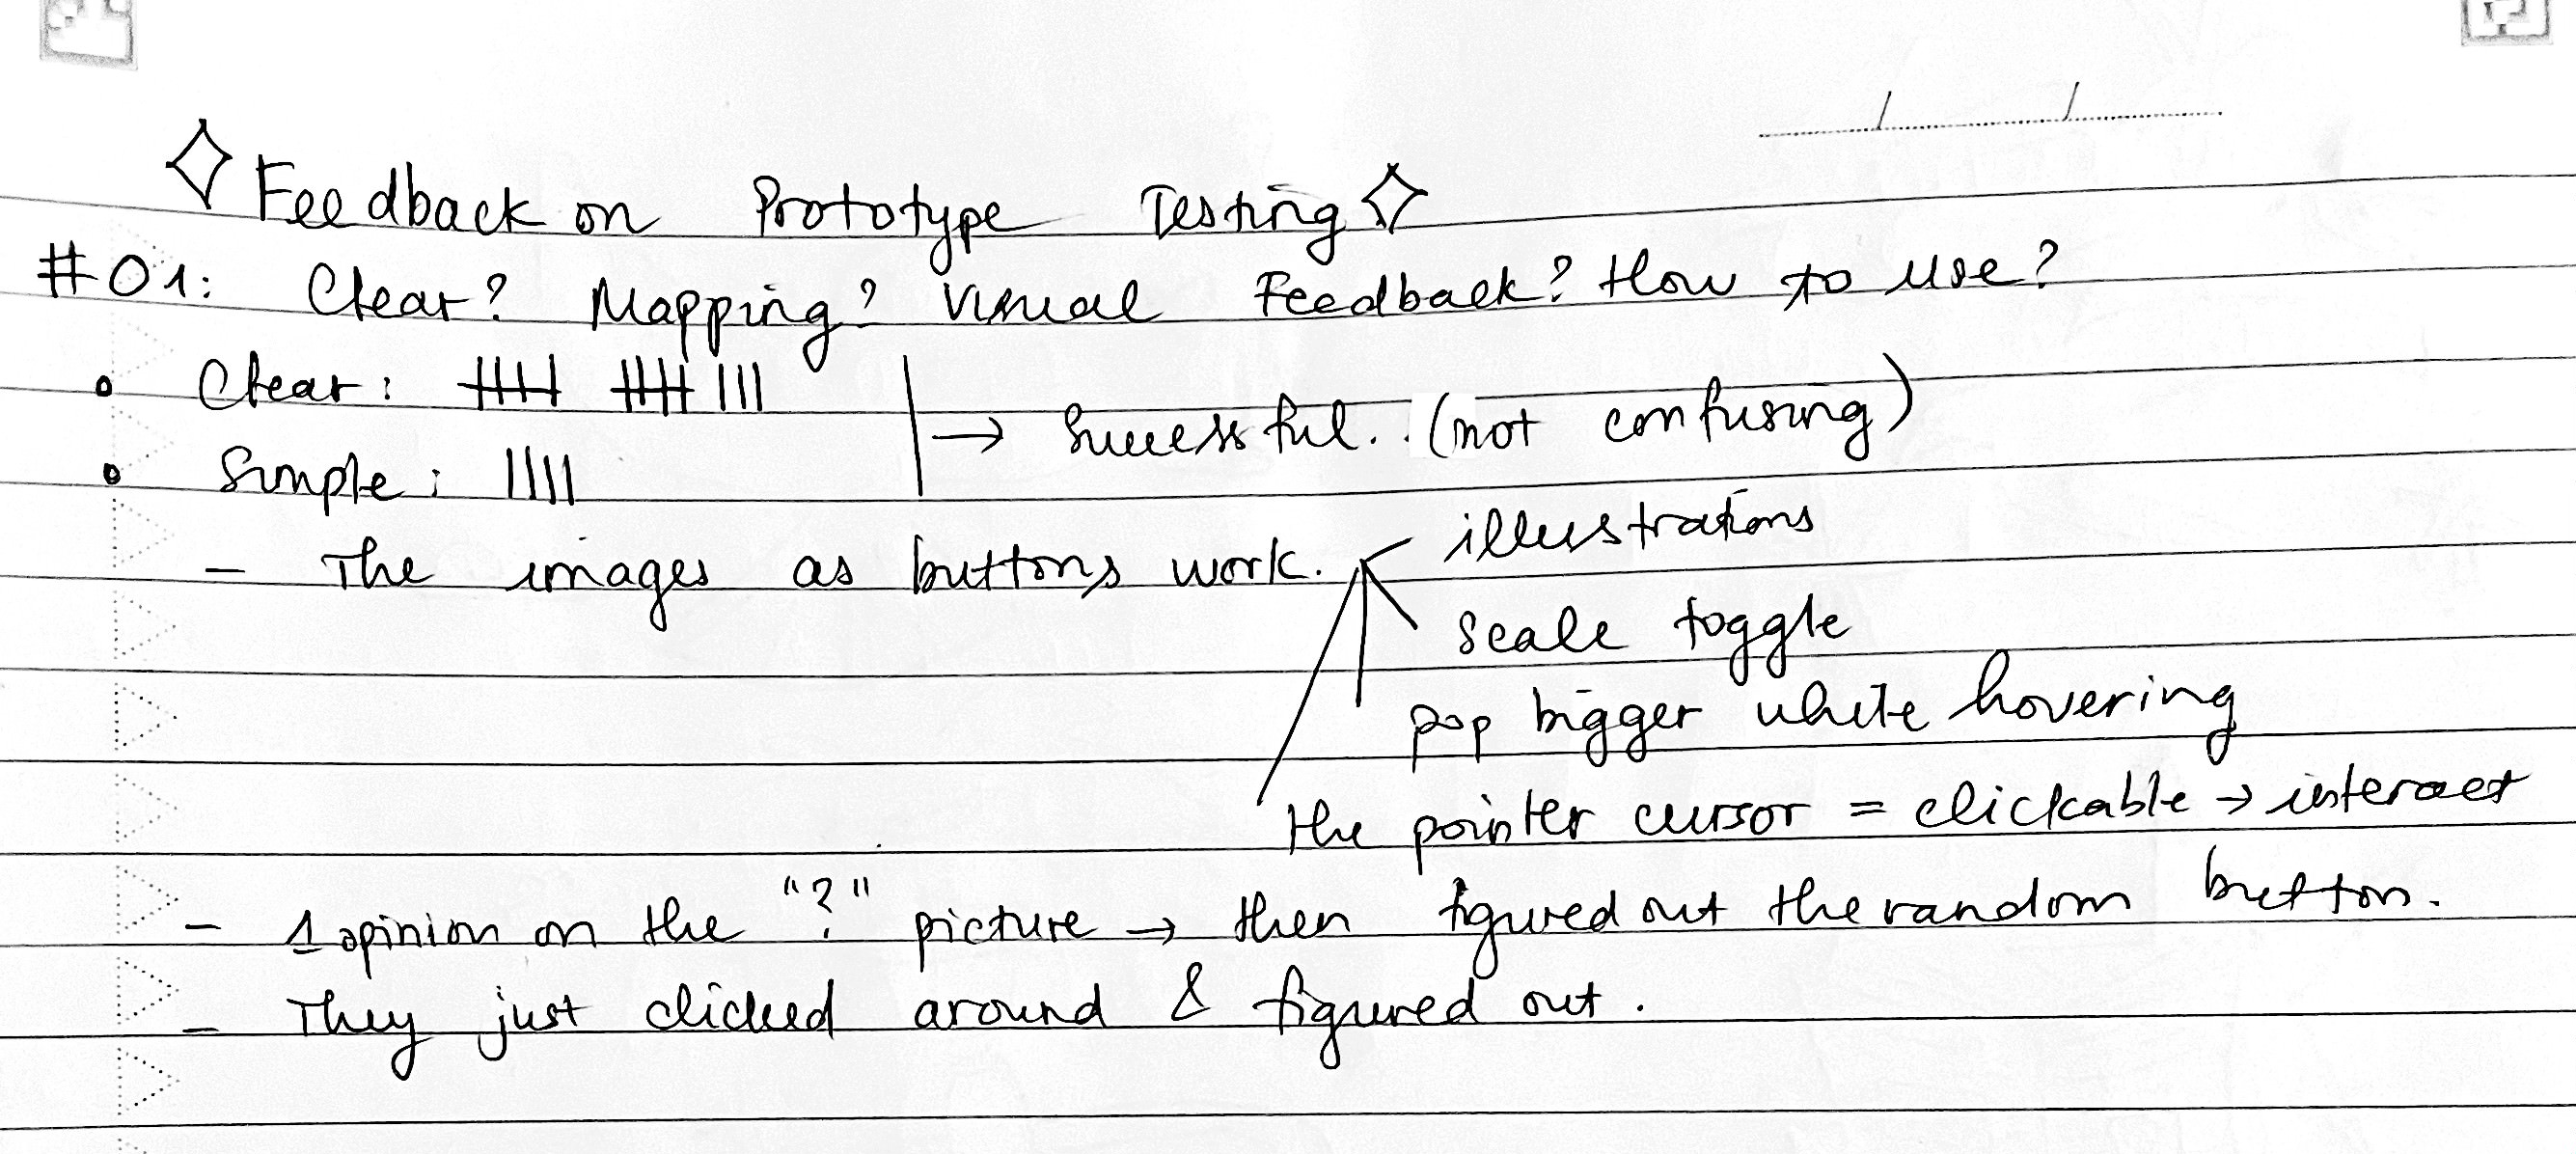 Feedback on Prototype Testing
#01: Clear? Mapping? Visual Feedback? How to use?
Clear: 卌 卌 |||
→ Successful. (not confusing)
Simple: ||||
- The images as buttons work.
illustrations
scale toggle
pop bigger while hovering
the pointer cursor = clickable → interact
- 1 opinion on the "?" picture → then figured out the random button.
- They just clicked around & figured out.